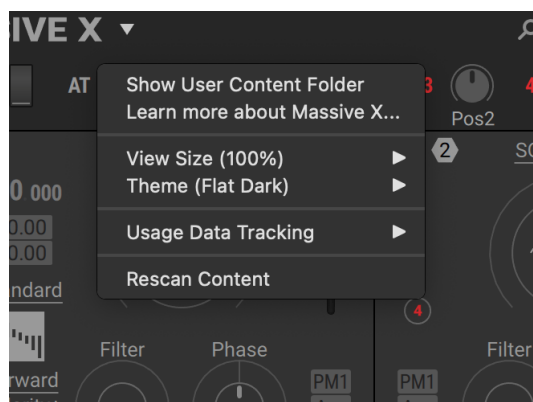 SIVE X
AT
3
4
Pos2
Show User Content Folder
Learn more about Massive X...
View Size (100%)
Theme (Flat Dark)
Usage Data Tracking
Rescan Content
2
SC
0 000
0.00
0.00
ndard
4
Filter
Phase
Filter
rward
PM1
PM1